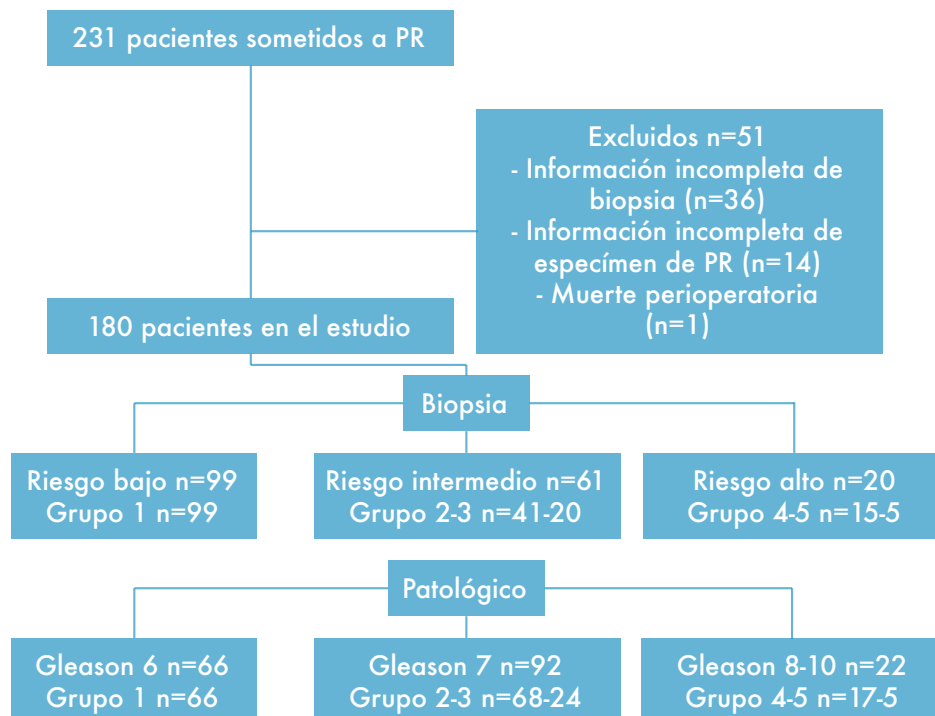 231 pacientes sometidos a PR
Excluidos n=51
- Información incompleta de
biopsia (n=36)
- Información incompleta de
espécímen de PR (n=14)
- Muerte perioperatoria
(n=1)
180 pacientes en el estudio
Biopsia
Riesgo bajo n=99
Grupo 1 n=99
Riesgo intermedio n=61
Grupo 2-3 n=41-20
Riesgo alto n=20
Grupo 4-5 n=15-5
Patológico
Gleason 6 n=66
Grupo 1 n=66
Gleason 7 n=92
Grupo 2-3 n=68-24
Gleason 8-10 n=22
Grupo 4-5 n=17-5